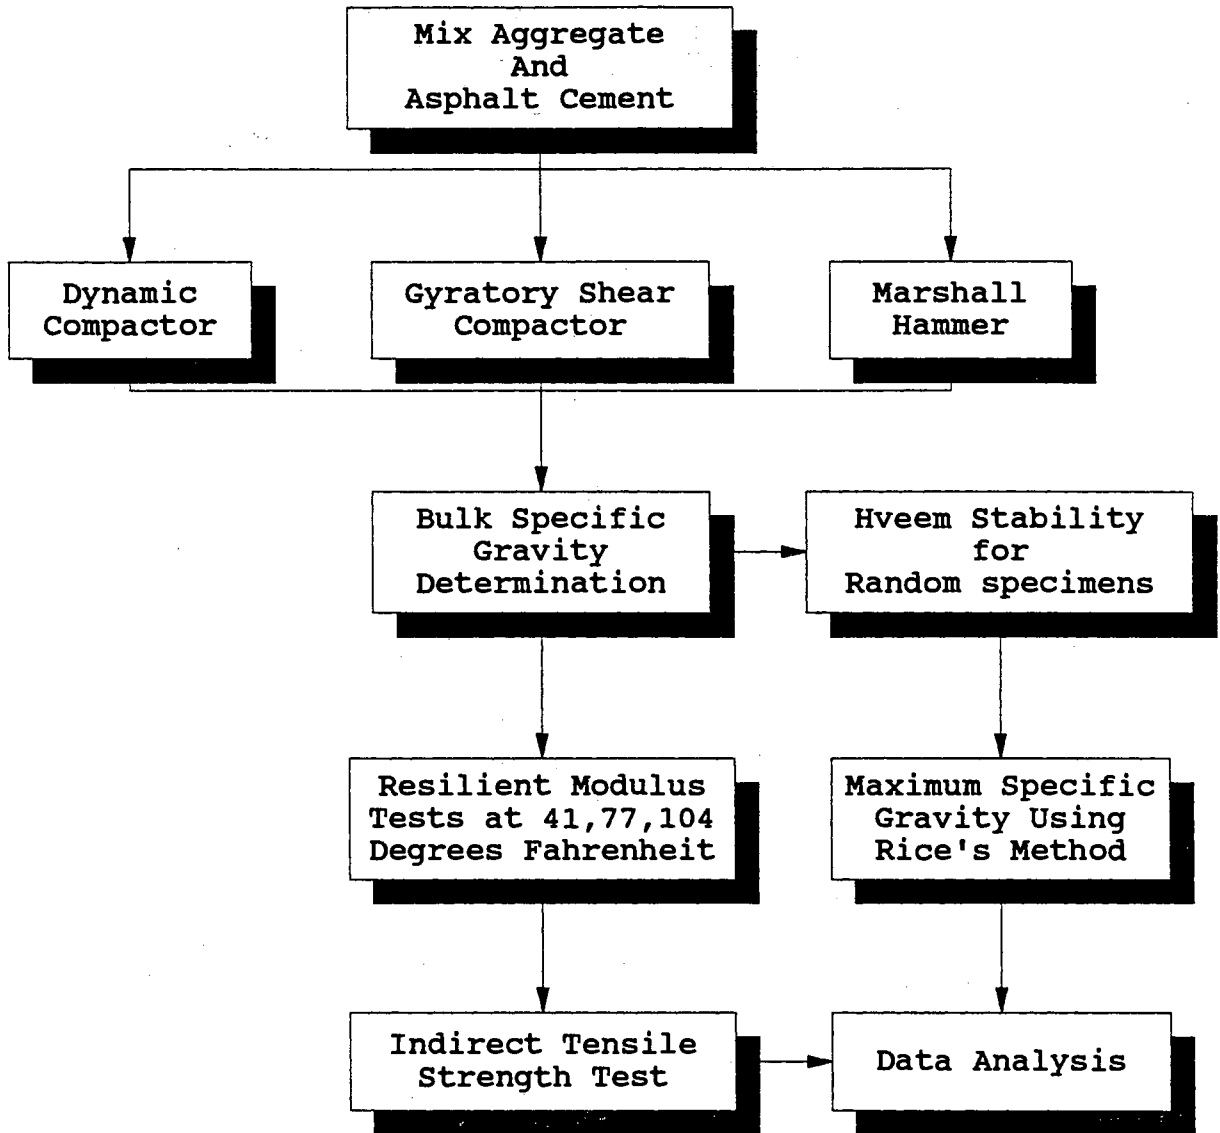 Mix Aggregate
And
Asphalt Cement
Dynamic
Compactor
Gyratory Shear
Compactor
Marshall
Hammer
Bulk Specific
Gravity
Determination
Hveem Stability
for
Random specimens
Resilient Modulus
Tests at 41,77,104
Degrees Fahrenheit
Maximum Specific
Gravity Using
Rice's Method
Indirect Tensile
Strength Test
Data Analysis